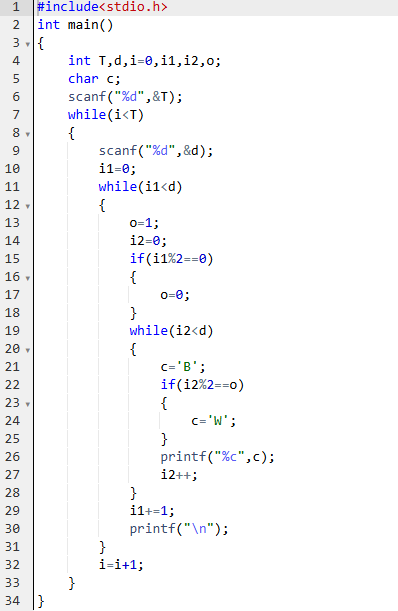 1 #include<stdio.h>
2 int main()
3 {
4     int T,d,i=0,i1,i2,o;
5     char c;
6     scanf("%d",&T);
7     while(i<T)
8     {
9         scanf("%d",&d);
10         i1=0;
11         while(i1<d)
12         {
13             o=1;
14             i2=0;
15             if(i1%2==0)
16             {
17                 o=0;
18             }
19             while(i2<d)
20             {
21                 c='B';
22                 if(i2%2==o)
23                 {
24                     c='W';
25                 }
26                 printf("%c",c);
27                 i2++;
28             }
29             i1+=1;
30             printf("\n");
31         }
32         i=i+1;
33     }
34 }